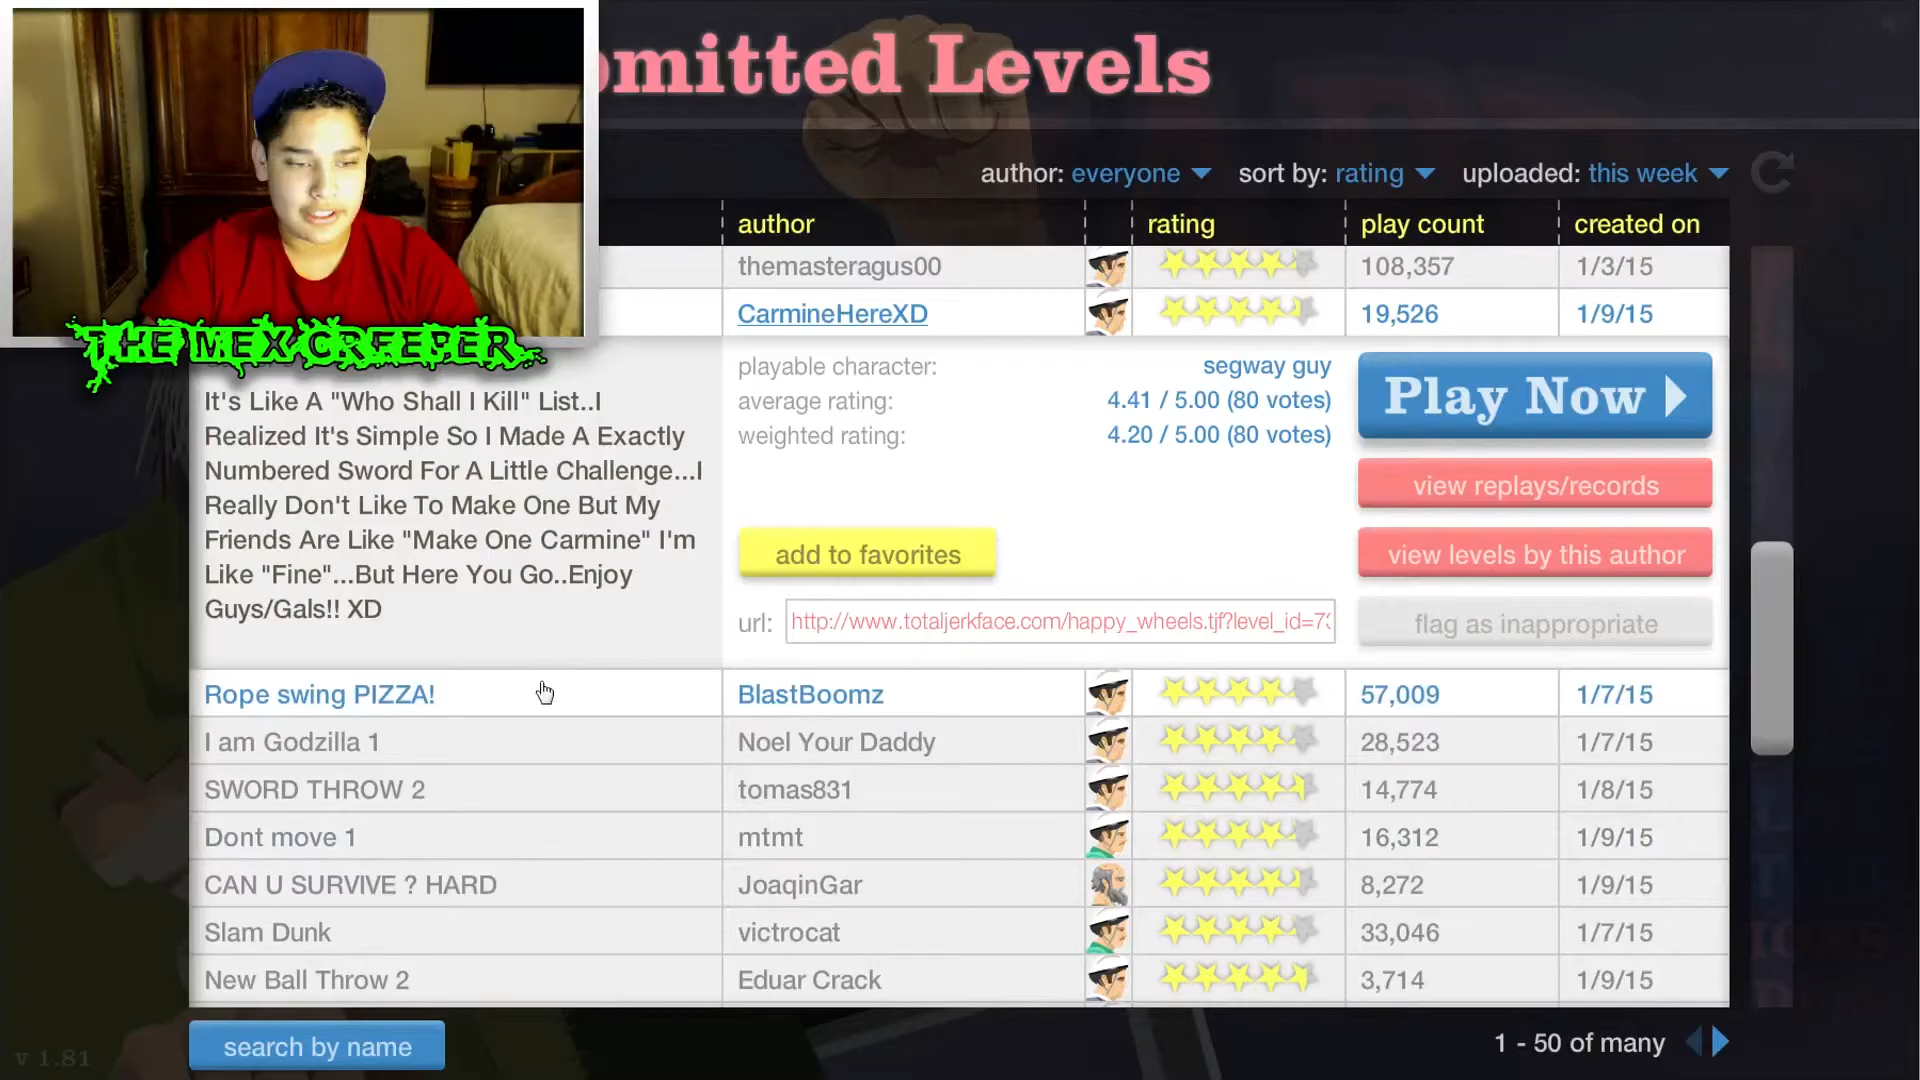 omitted Levels
author: everyone sort by: rating uploaded: this week
author rating play count created on
themasteragus00 108,357 1/3/15
CarmineHereXD 19,526 1/9/15
THE MEX CREEPER
It's Like A "Who Shall I Kill" List..I
Realized It's Simple So I Made A Exactly
Numbered Sword For A Little Challenge...I
Really Don't Like To Make One But My
Friends Are Like "Make One Carmine" I'm
Like "Fine"...But Here You Go..Enjoy
Guys/Gals!! XD
playable character: segway guy
average rating: 4.41 / 5.00 (80 votes)
weighted rating: 4.20 / 5.00 (80 votes)
add to favorites
url: http://www.totaljerkface.com/happy_wheels.tjf?level_id=7
Play Now
view replays/records
view levels by this author
flag as inappropriate
Rope swing PIZZA! BlastBoomz 57,009 1/7/15
I am Godzilla 1 Noel Your Daddy 28,523 1/7/15
SWORD THROW 2 tomas831 14,774 1/8/15
Dont move 1 mtmt 16,312 1/9/15
CAN U SURVIVE ? HARD JoaqinGar 8,272 1/9/15
Slam Dunk victrocat 33,046 1/7/15
New Ball Throw 2 Eduar Crack 3,714 1/9/15
v 1.81
search by name
1 - 50 of many